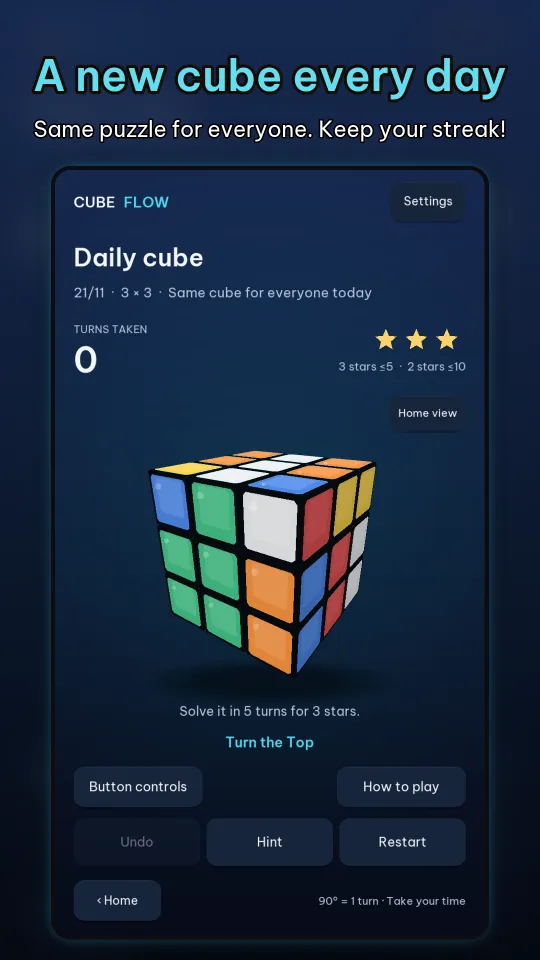 A new cube every day
Same puzzle for everyone. Keep your streak!
CUBE FLOW
Settings
Daily cube
21/11 · 3 × 3 · Same cube for everyone today
TURNS TAKEN
0
3 stars ≤5 · 2 stars ≤10
Home view
Solve it in 5 turns for 3 stars.
Turn the Top
Button controls
How to play
Undo
Hint
Restart
‹ Home
90° = 1 turn · Take your time